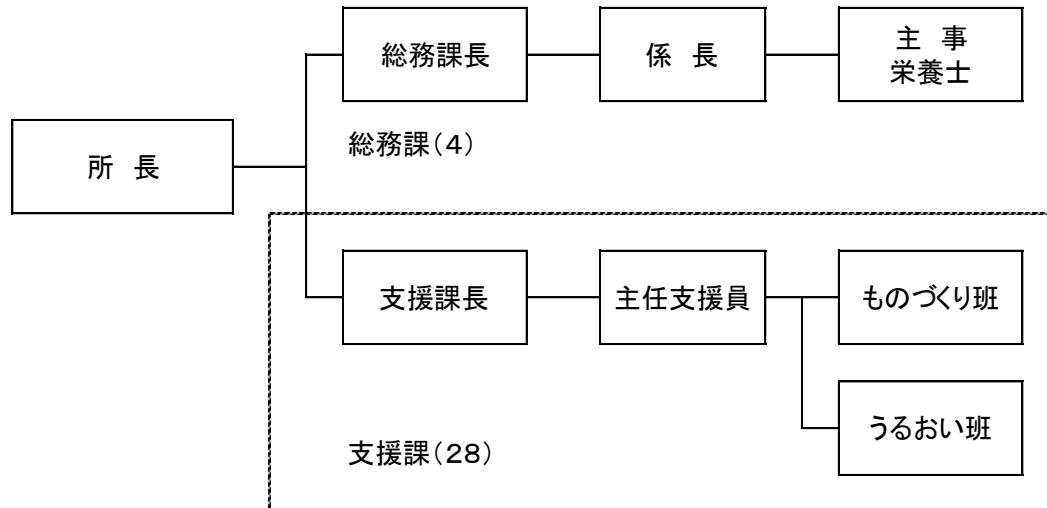 総務課長
係 長
主 事
栄養士
総務課（４）
所 長
支援課長
主任支援員
ものづくり班
うるおい班
支援課（２８）